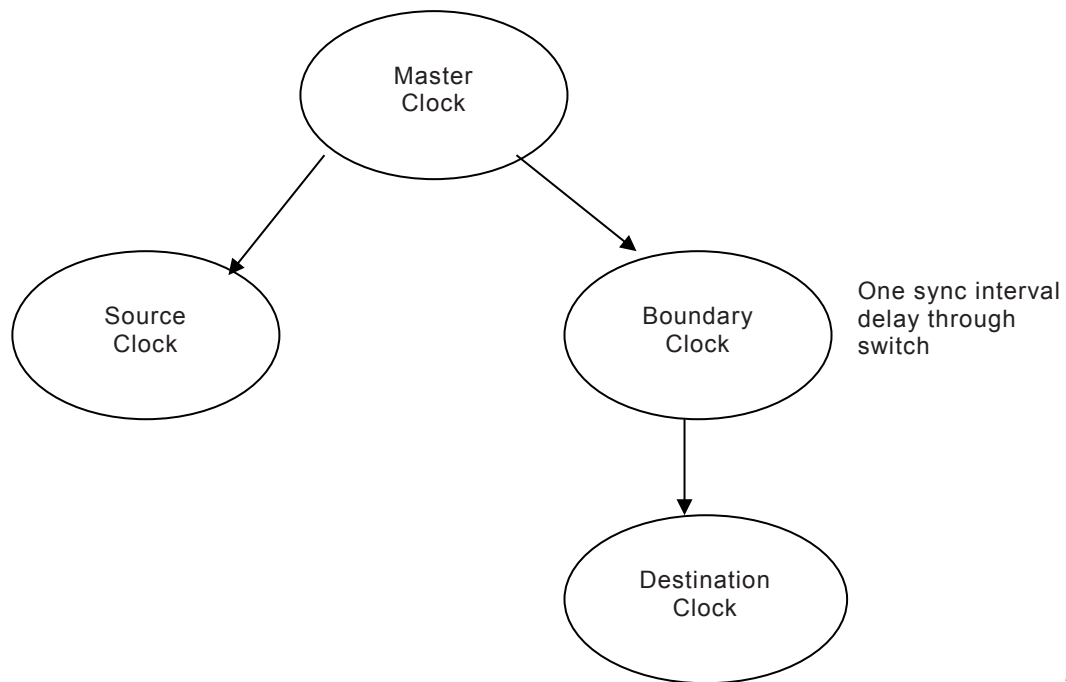 Master
Clock
Source
Clock
Boundary
Clock
One sync interval
delay through
switch
Destination
Clock